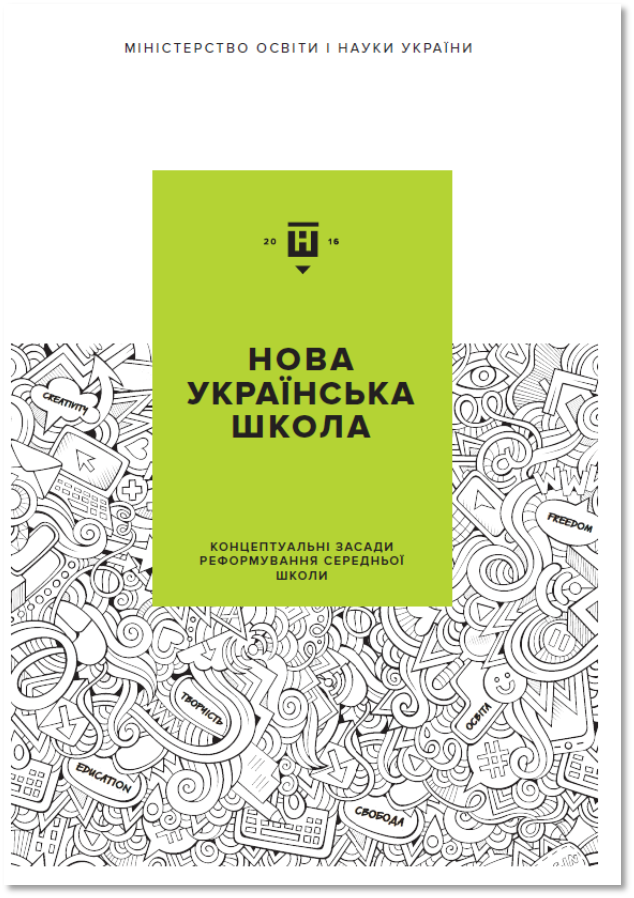 МІНІСТЕРСТВО ОСВІТИ І НАУКИ УКРАЇНИ
20 Н 16
НОВА
УКРАЇНСЬКА
ШКОЛА
КОНЦЕПТУАЛЬНІ ЗАСАДИ
РЕФОРМУВАННЯ СЕРЕДНЬОЇ
ШКОЛИ
CREATIVITY
WWW
FREEDOM
ТВОРЧІСТЬ
ОСВІТА
EDUCATION
СВОБОДА